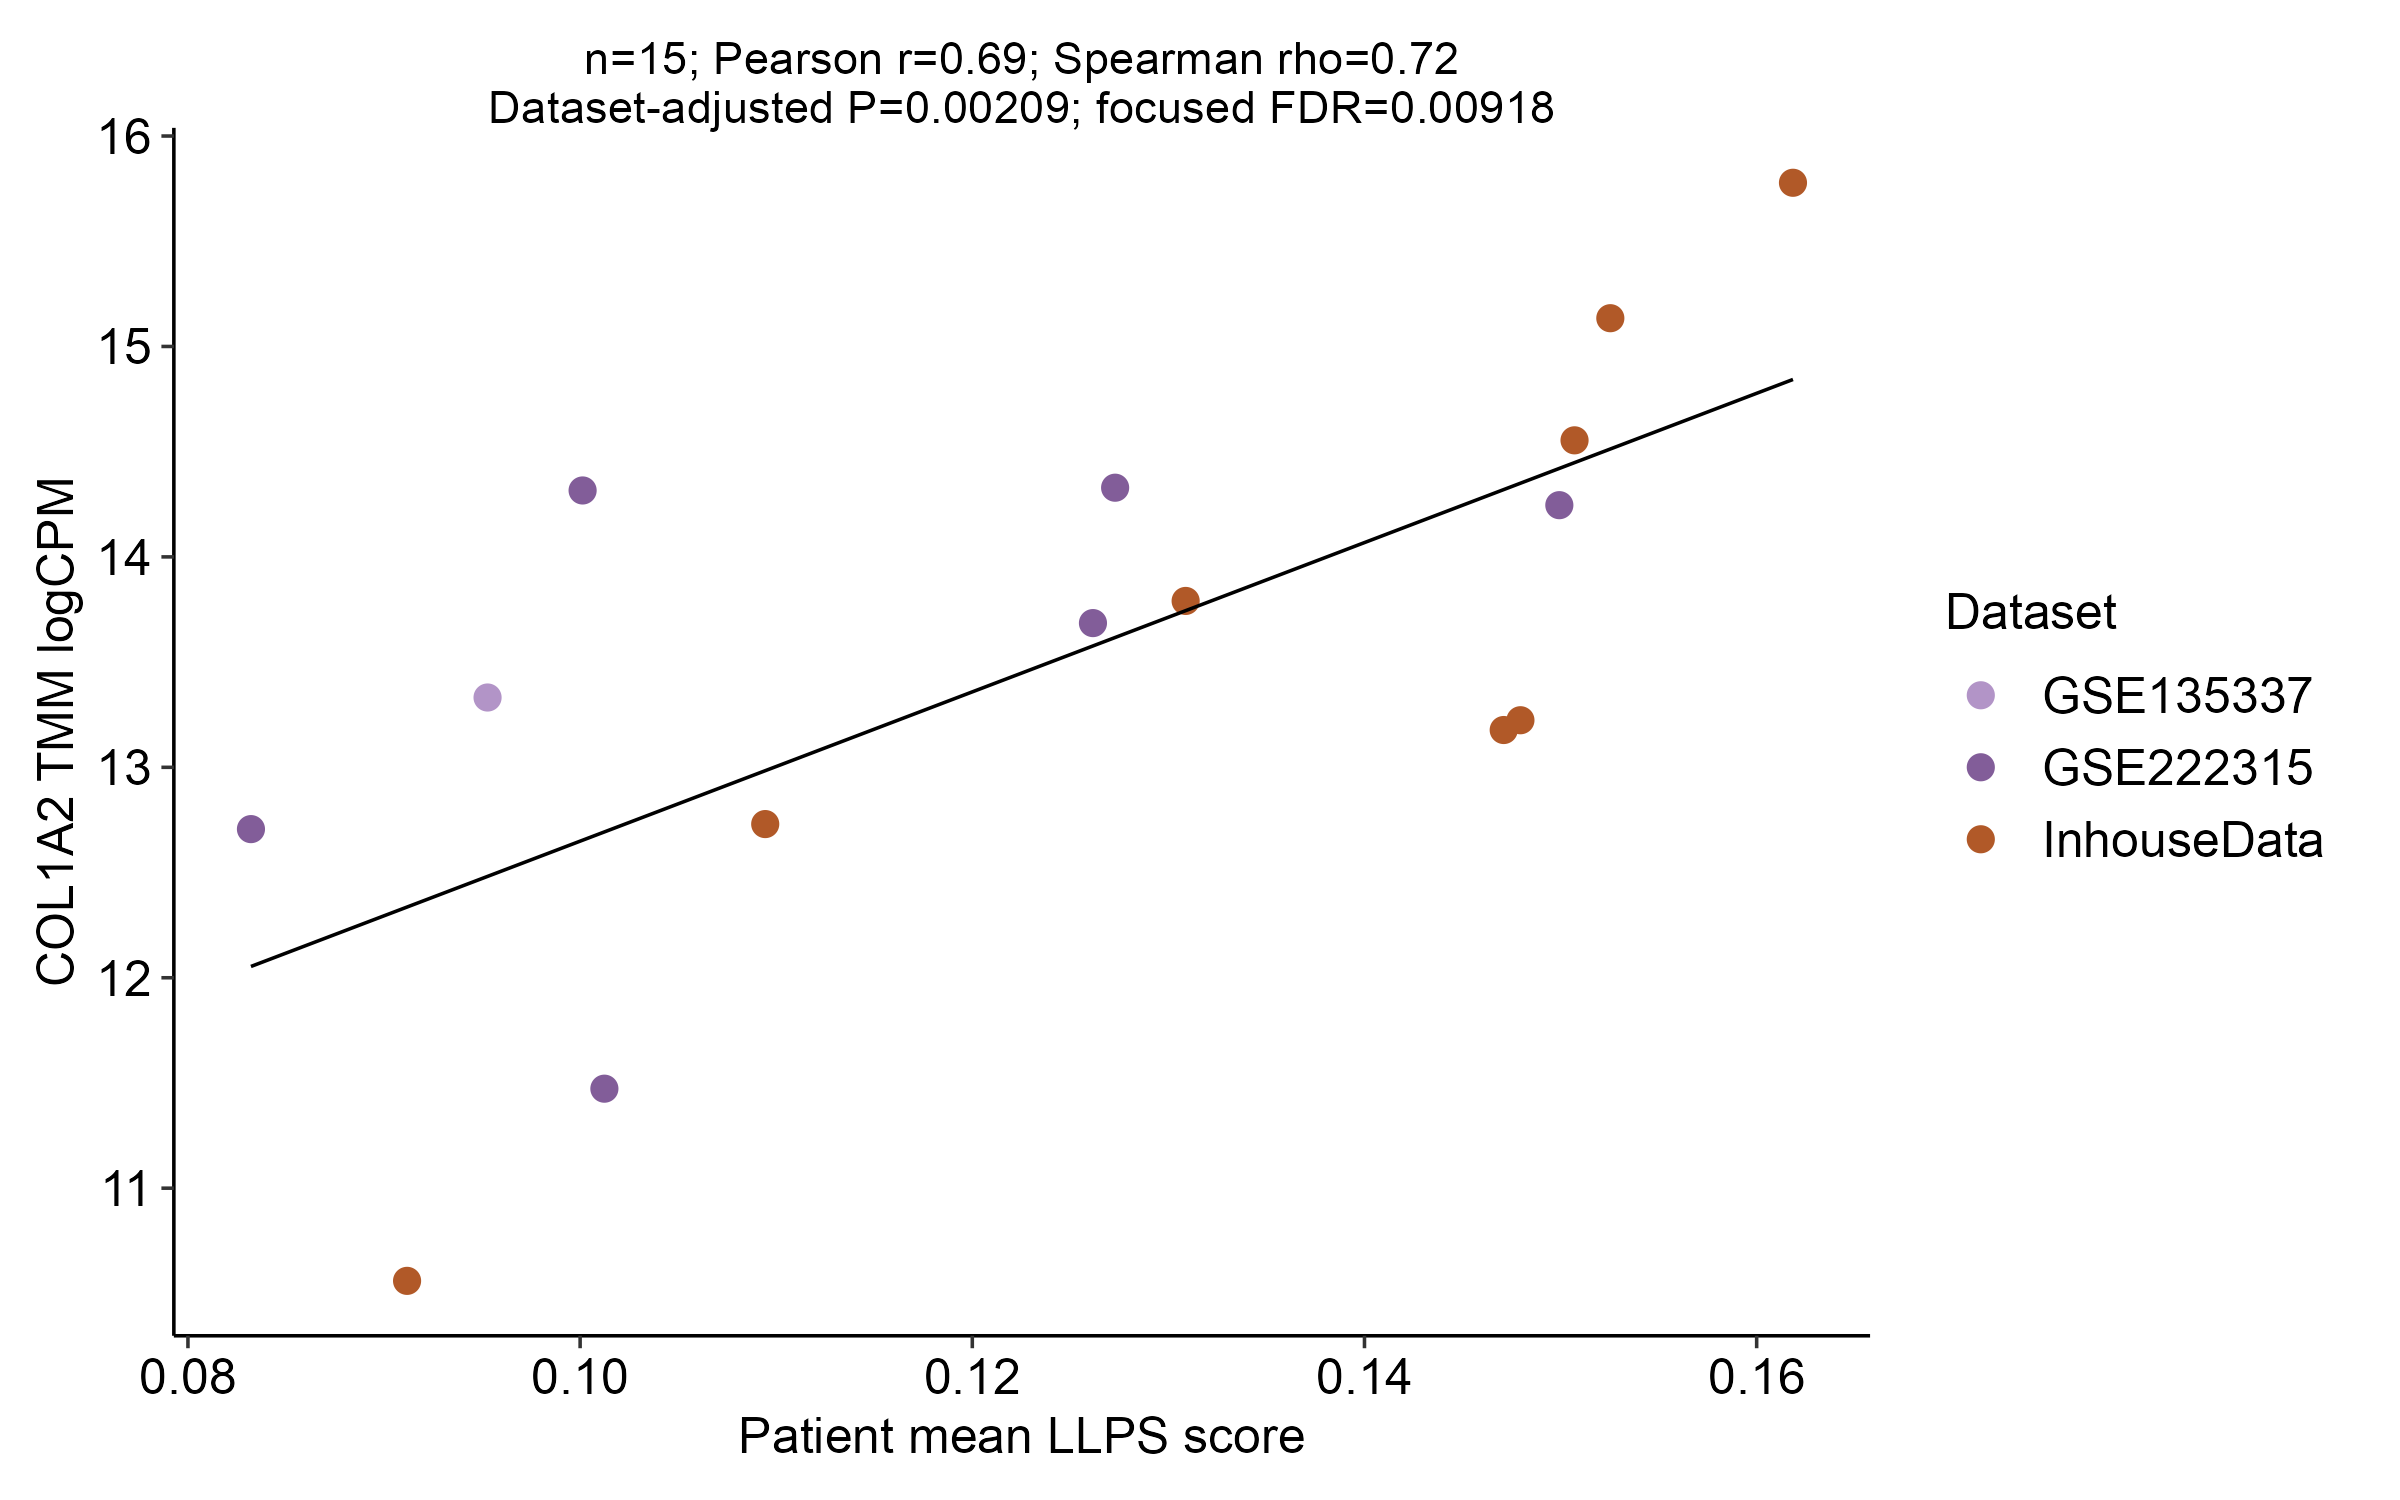 n=15; Pearson r=0.69; Spearman rho=0.72
Dataset-adjusted P=0.00209; focused FDR=0.00918
COL1A2 TMM logCPM
16
15
14
13
12
11
0.08 0.10 0.12 0.14 0.16
Patient mean LLPS score
Dataset
GSE135337
GSE222315
InhouseData